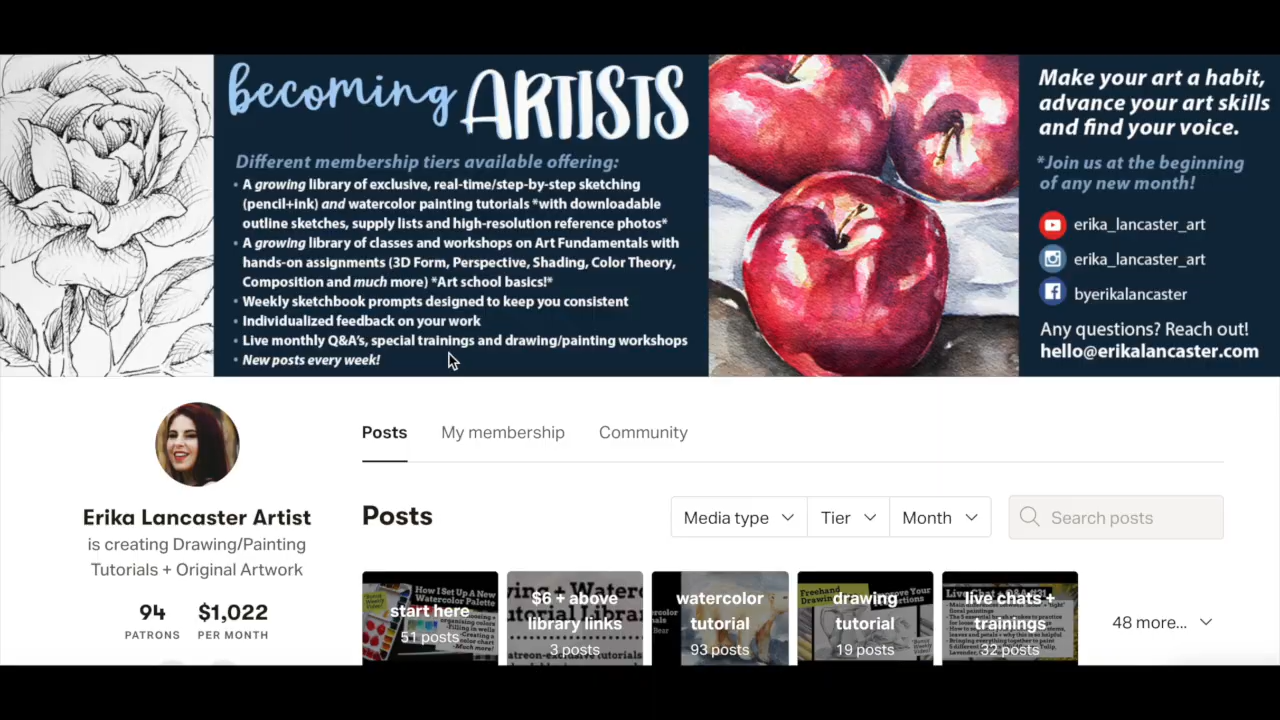 becoming ARTISTS
Different membership tiers available offering:
• A growing library of exclusive, real-time/step-by-step sketching
(pencil+ink) and watercolor painting tutorials *with downloadable
outline sketches, supply lists and high-resolution reference photos*
• A growing library of classes and workshops on Art Fundamentals with
hands-on assignments (3D Form, Perspective, Shading, Color Theory,
Composition and much more) *Art school basics!*
• Weekly sketchbook prompts designed to keep you consistent
• Individualized feedback on your work
• Live monthly Q&A's, special trainings and drawing/painting workshops
• New posts every week!
Make your art a habit,
advance your art skills
and find your voice.
*Join us at the beginning
of any new month!
erika_lancaster_art
erika_lancaster_art
byerikalancaster
Any questions? Reach out!
hello@erikalancaster.com
Erika Lancaster Artist
is creating Drawing/Painting
Tutorials + Original Artwork
94 $1,022
PATRONS PER MONTH
Posts My membership Community
Posts
Media type Tier Month Search posts
start here
51 posts
$6 + above
library links
3 posts
watercolor
tutorial
93 posts
drawing
tutorial
19 posts
live chats +
trainings
32 posts
48 more...